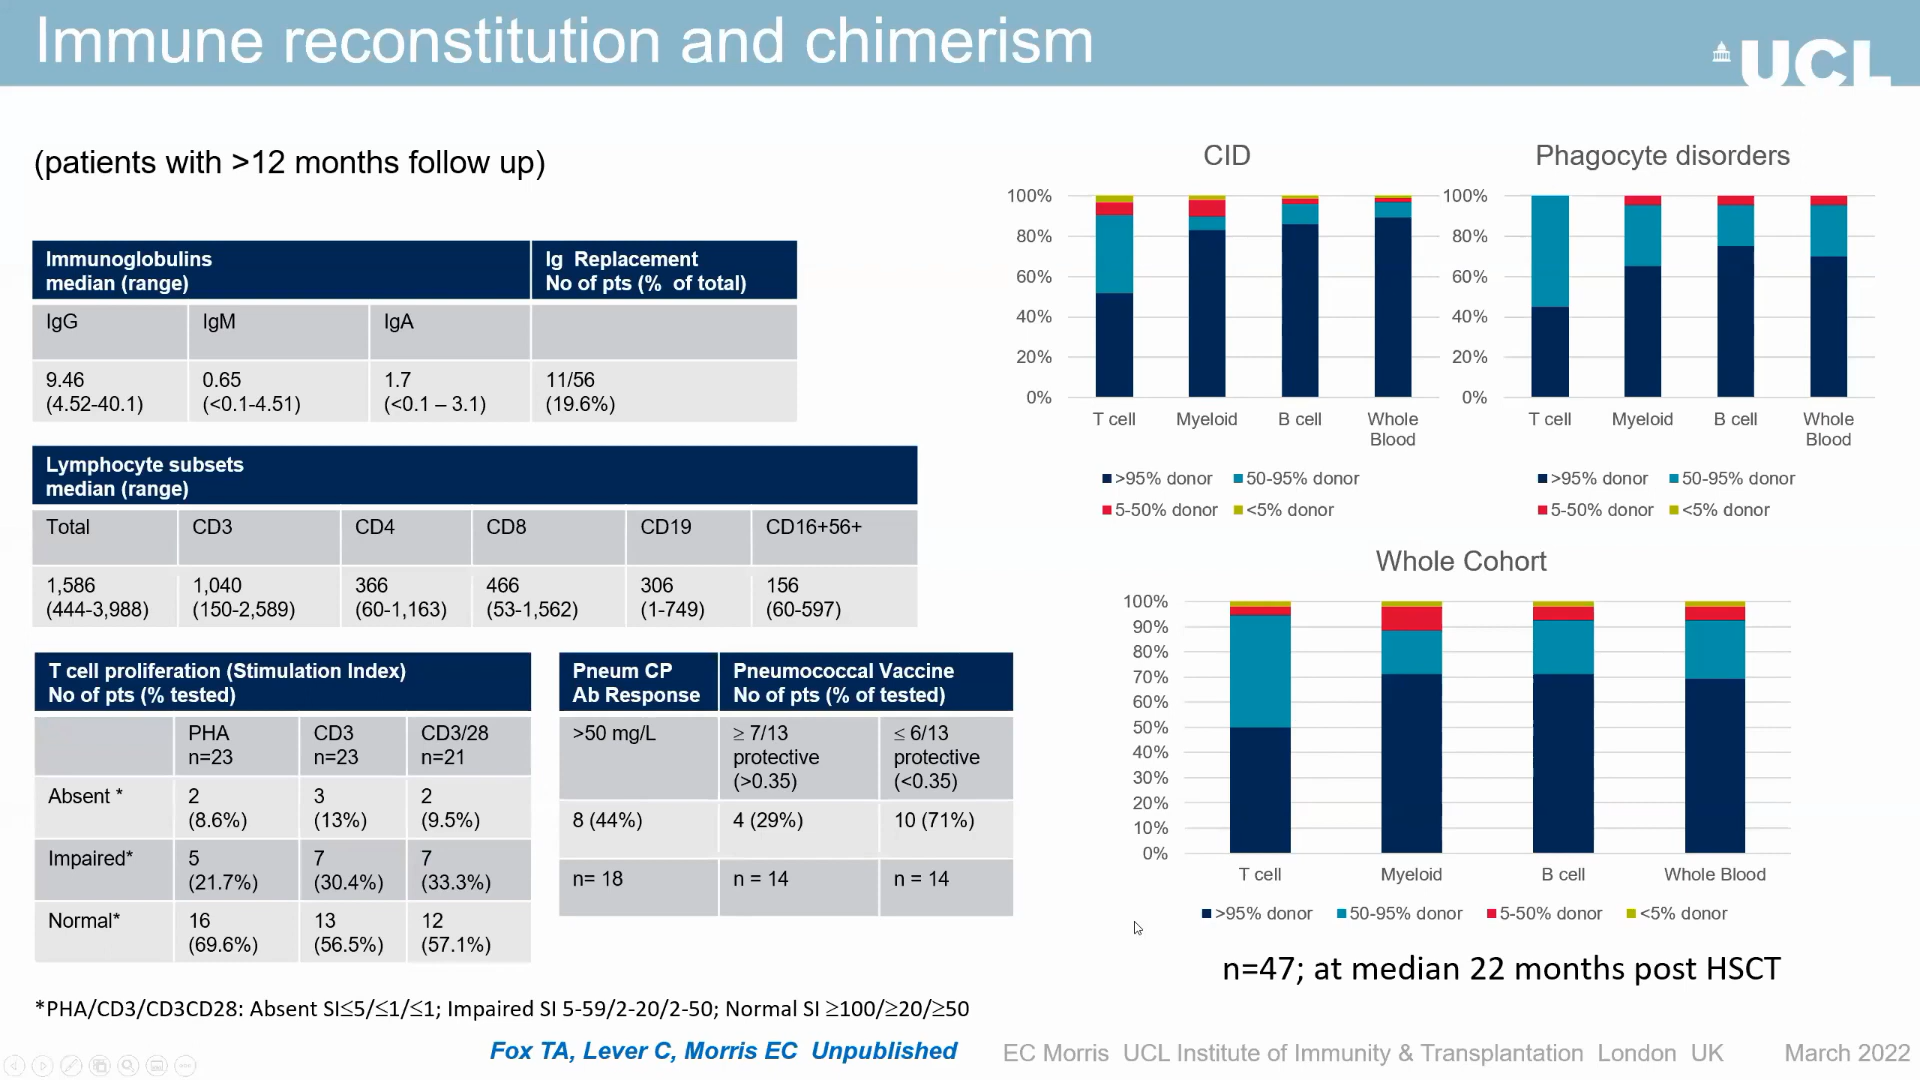 Immune reconstitution and chimerism
UCL
(patients with >12 months follow up)
Immunoglobulins
median (range)
Ig Replacement
No of pts (% of total)
IgG
IgM
IgA
9.46
(4.52-40.1)
0.65
(<0.1-4.51)
1.7
(<0.1 – 3.1)
11/56
(19.6%)
Lymphocyte subsets
median (range)
Total
CD3
CD4
CD8
CD19
CD16+56+
1,586
(444-3,988)
1,040
(150-2,589)
366
(60-1,163)
466
(53-1,562)
306
(1-749)
156
(60-597)
T cell proliferation (Stimulation Index)
No of pts (% tested)
PHA
n=23
CD3
n=23
CD3/28
n=21
Absent *
2
(8.6%)
3
(13%)
2
(9.5%)
Impaired*
5
(21.7%)
7
(30.4%)
7
(33.3%)
Normal*
16
(69.6%)
13
(56.5%)
12
(57.1%)
Pneum CP
Ab Response
Pneumococcal Vaccine
No of pts (% of tested)
>50 mg/L
≥ 7/13
protective
(>0.35)
≤ 6/13
protective
(<0.35)
8 (44%)
4 (29%)
10 (71%)
n= 18
n = 14
n = 14
*PHA/CD3/CD3CD28: Absent SI≤5/≤1/≤1; Impaired SI 5-59/2-20/2-50; Normal SI ≥100/≥20/≥50
CID
100%
80%
60%
40%
20%
0%
T cell
Myeloid
B cell
Whole
Blood
>95% donor
50-95% donor
5-50% donor
<5% donor
Phagocyte disorders
100%
80%
60%
40%
20%
0%
T cell
Myeloid
B cell
Whole
Blood
>95% donor
50-95% donor
5-50% donor
<5% donor
Whole Cohort
100%
90%
80%
70%
60%
50%
40%
30%
20%
10%
0%
T cell
Myeloid
B cell
Whole Blood
>95% donor
50-95% donor
5-50% donor
<5% donor
n=47; at median 22 months post HSCT
Fox TA, Lever C, Morris EC Unpublished
EC Morris UCL Institute of Immunity & Transplantation London UK
March 2022